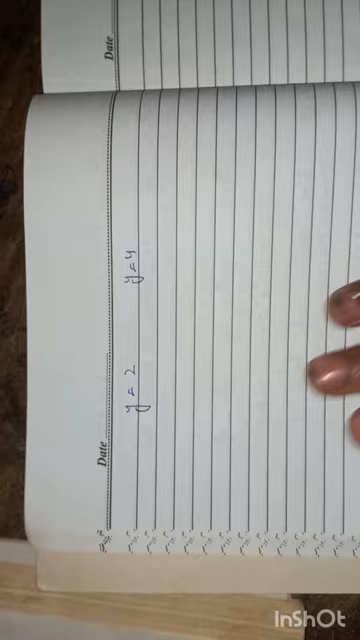 Date
Date
y = 2 y = 4
InShOt